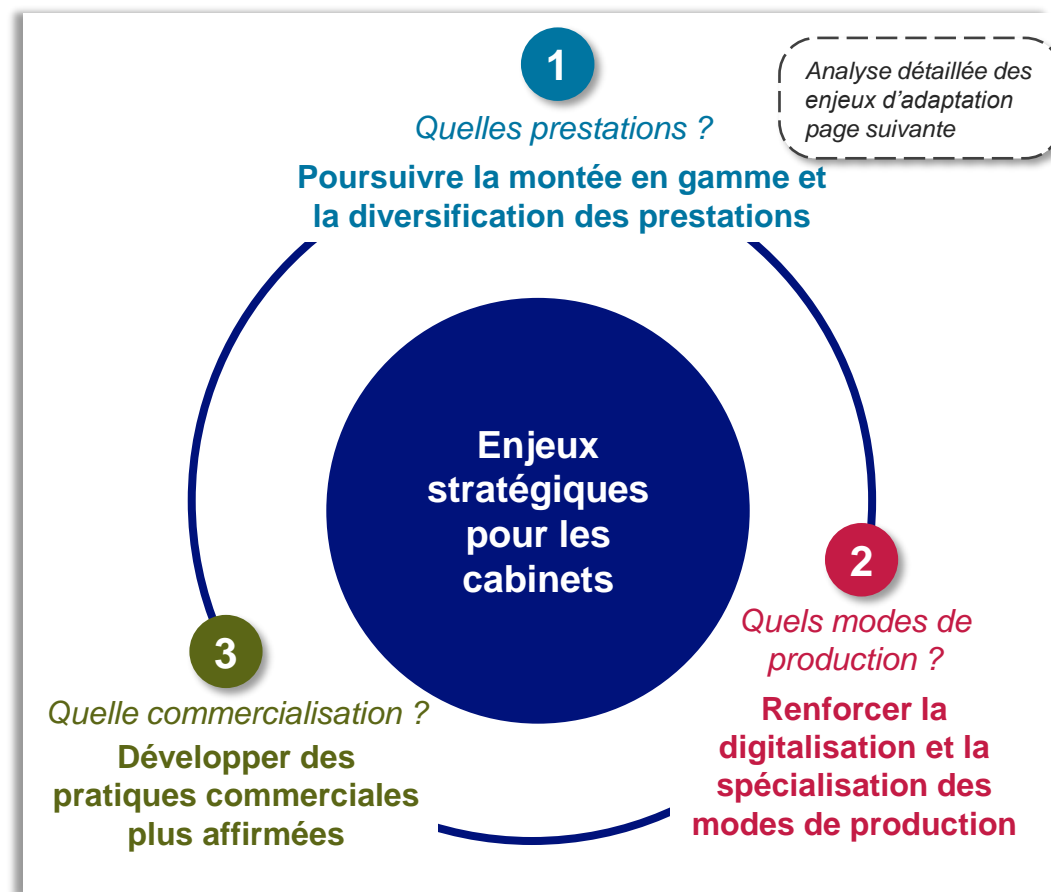 1
Analyse détaillée des
enjeux d'adaptation
page suivante
Quelles prestations ?
Poursuivre la montée en gamme et
la diversification des prestations
Enjeux
stratégiques
pour les
cabinets
2
Quels modes de
production ?
Renforcer la
digitalisation et la
spécialisation des
modes de production
3
Quelle commercialisation ?
Développer des
pratiques commerciales
plus affirmées